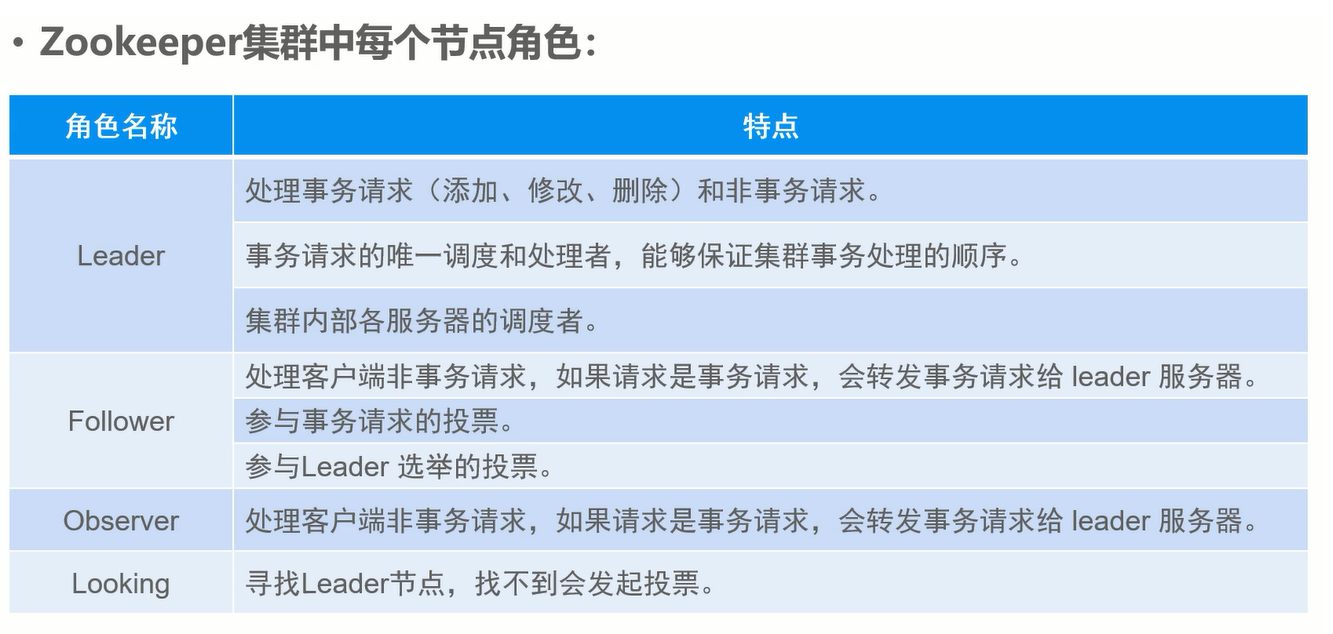 • Zookeeper集群中每个节点角色：
角色名称 特点
Leader
处理事务请求（添加、修改、删除）和非事务请求。
事务请求的唯一调度和处理者，能够保证集群事务处理的顺序。
集群内部各服务器的调度者。
Follower
处理客户端非事务请求，如果请求是事务请求，会转发事务请求给 leader 服务器。
参与事务请求的投票。
参与Leader 选举的投票。
Observer
处理客户端非事务请求，如果请求是事务请求，会转发事务请求给 leader 服务器。
Looking
寻找Leader节点，找不到会发起投票。